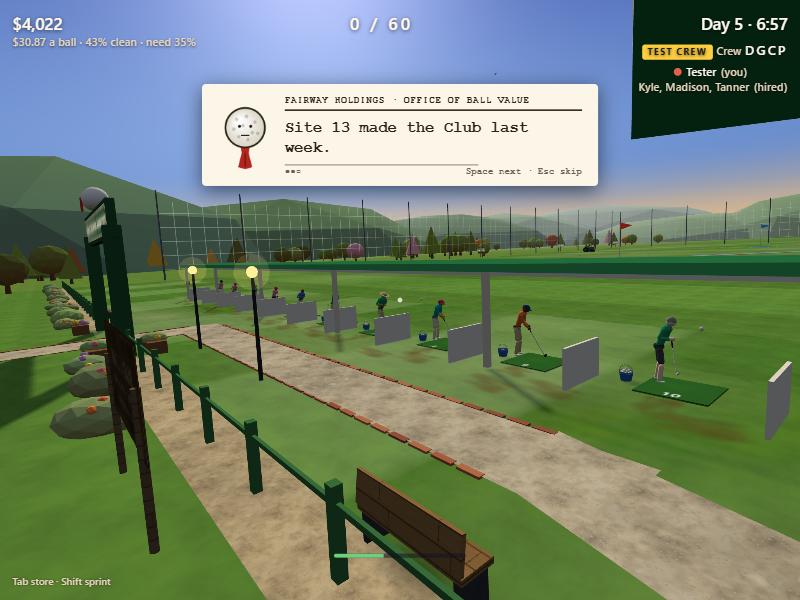 $4,022
$30.87 a ball · 43% clean · need 35%
0 / 60
Day 5 · 6:57
TEST CREW Crew DGCP
Tester (you)
Kyle, Madison, Tanner (hired)
FAIRWAY HOLDINGS · OFFICE OF BALL VALUE
Site 13 made the Club last
week.
Space next · Esc skip
10
Tab store · Shift sprint